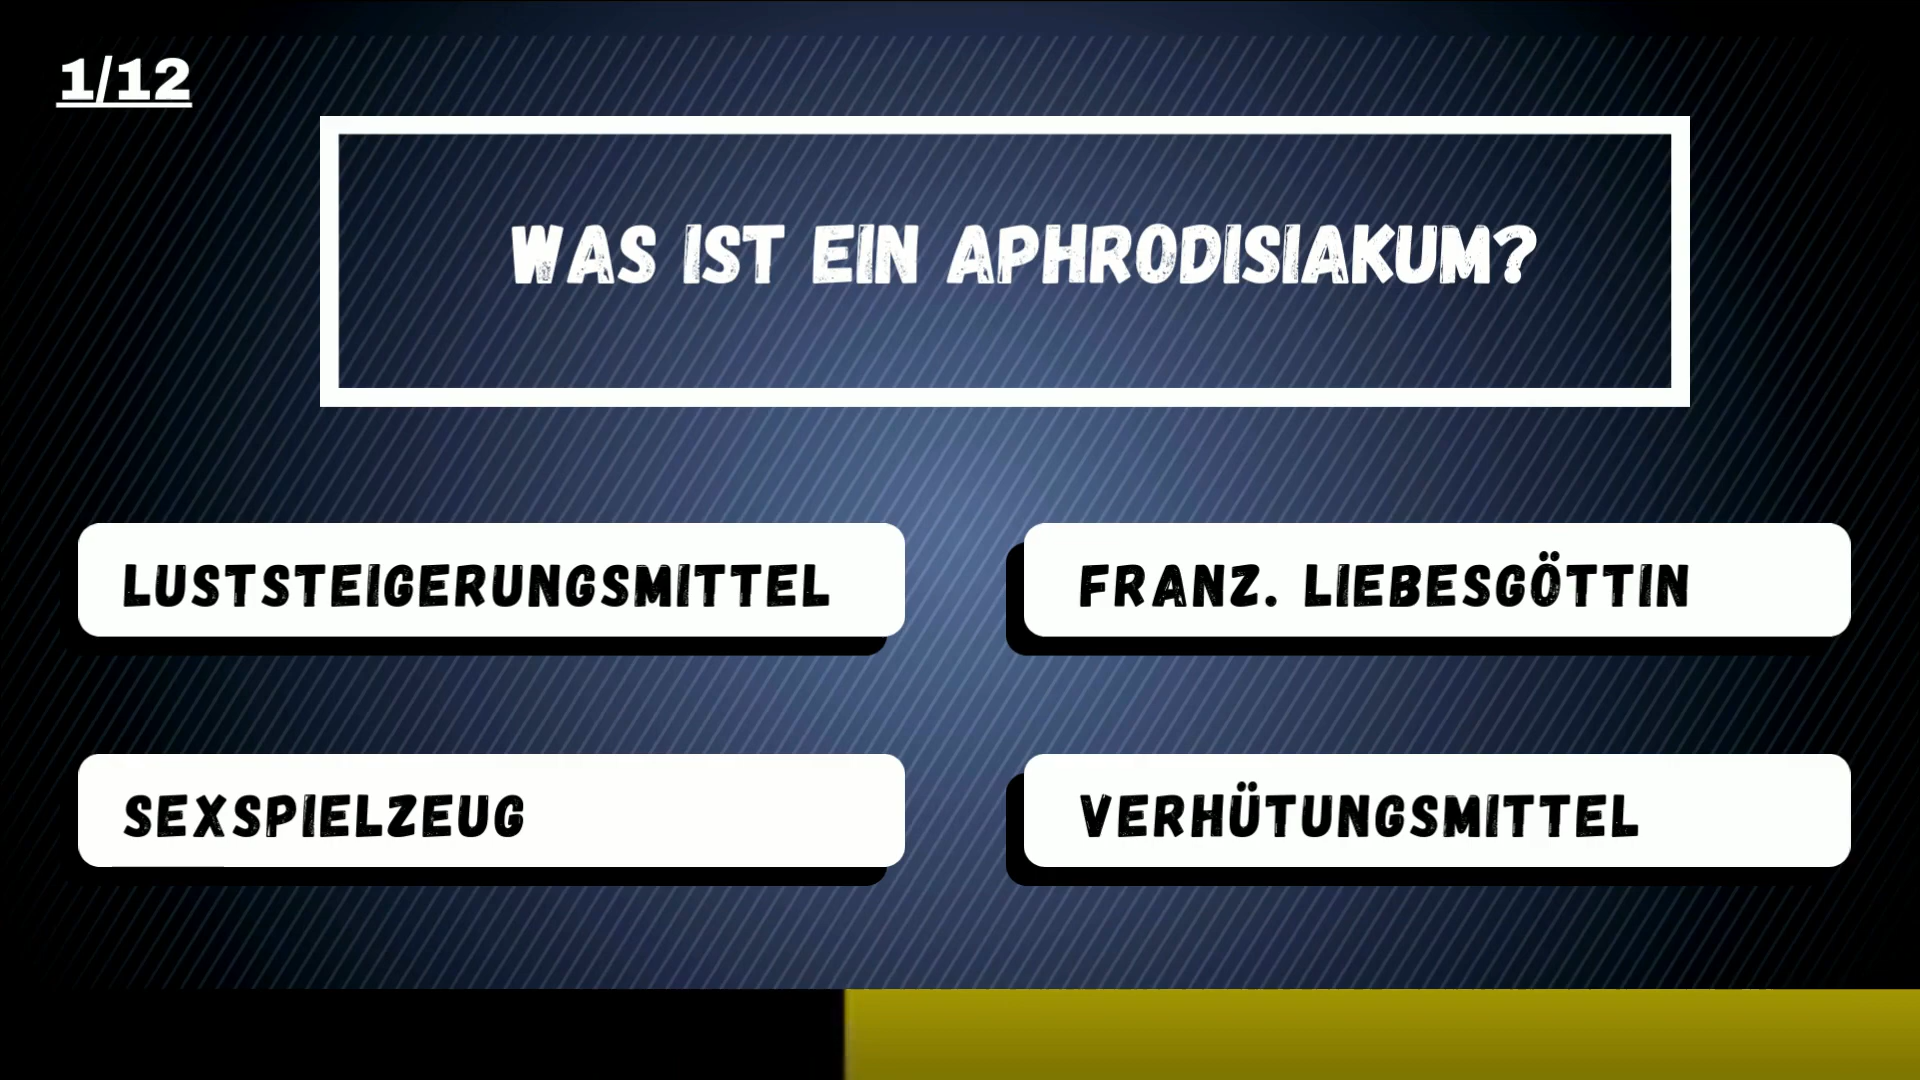 1/12
WAS IST EIN APHRODISIAKUM?
LUSTSTEIGERUNGSMITTEL
FRANZ. LIEBESGÖTTIN
SEXSPIELZEUG
VERHÜTUNGSMITTEL